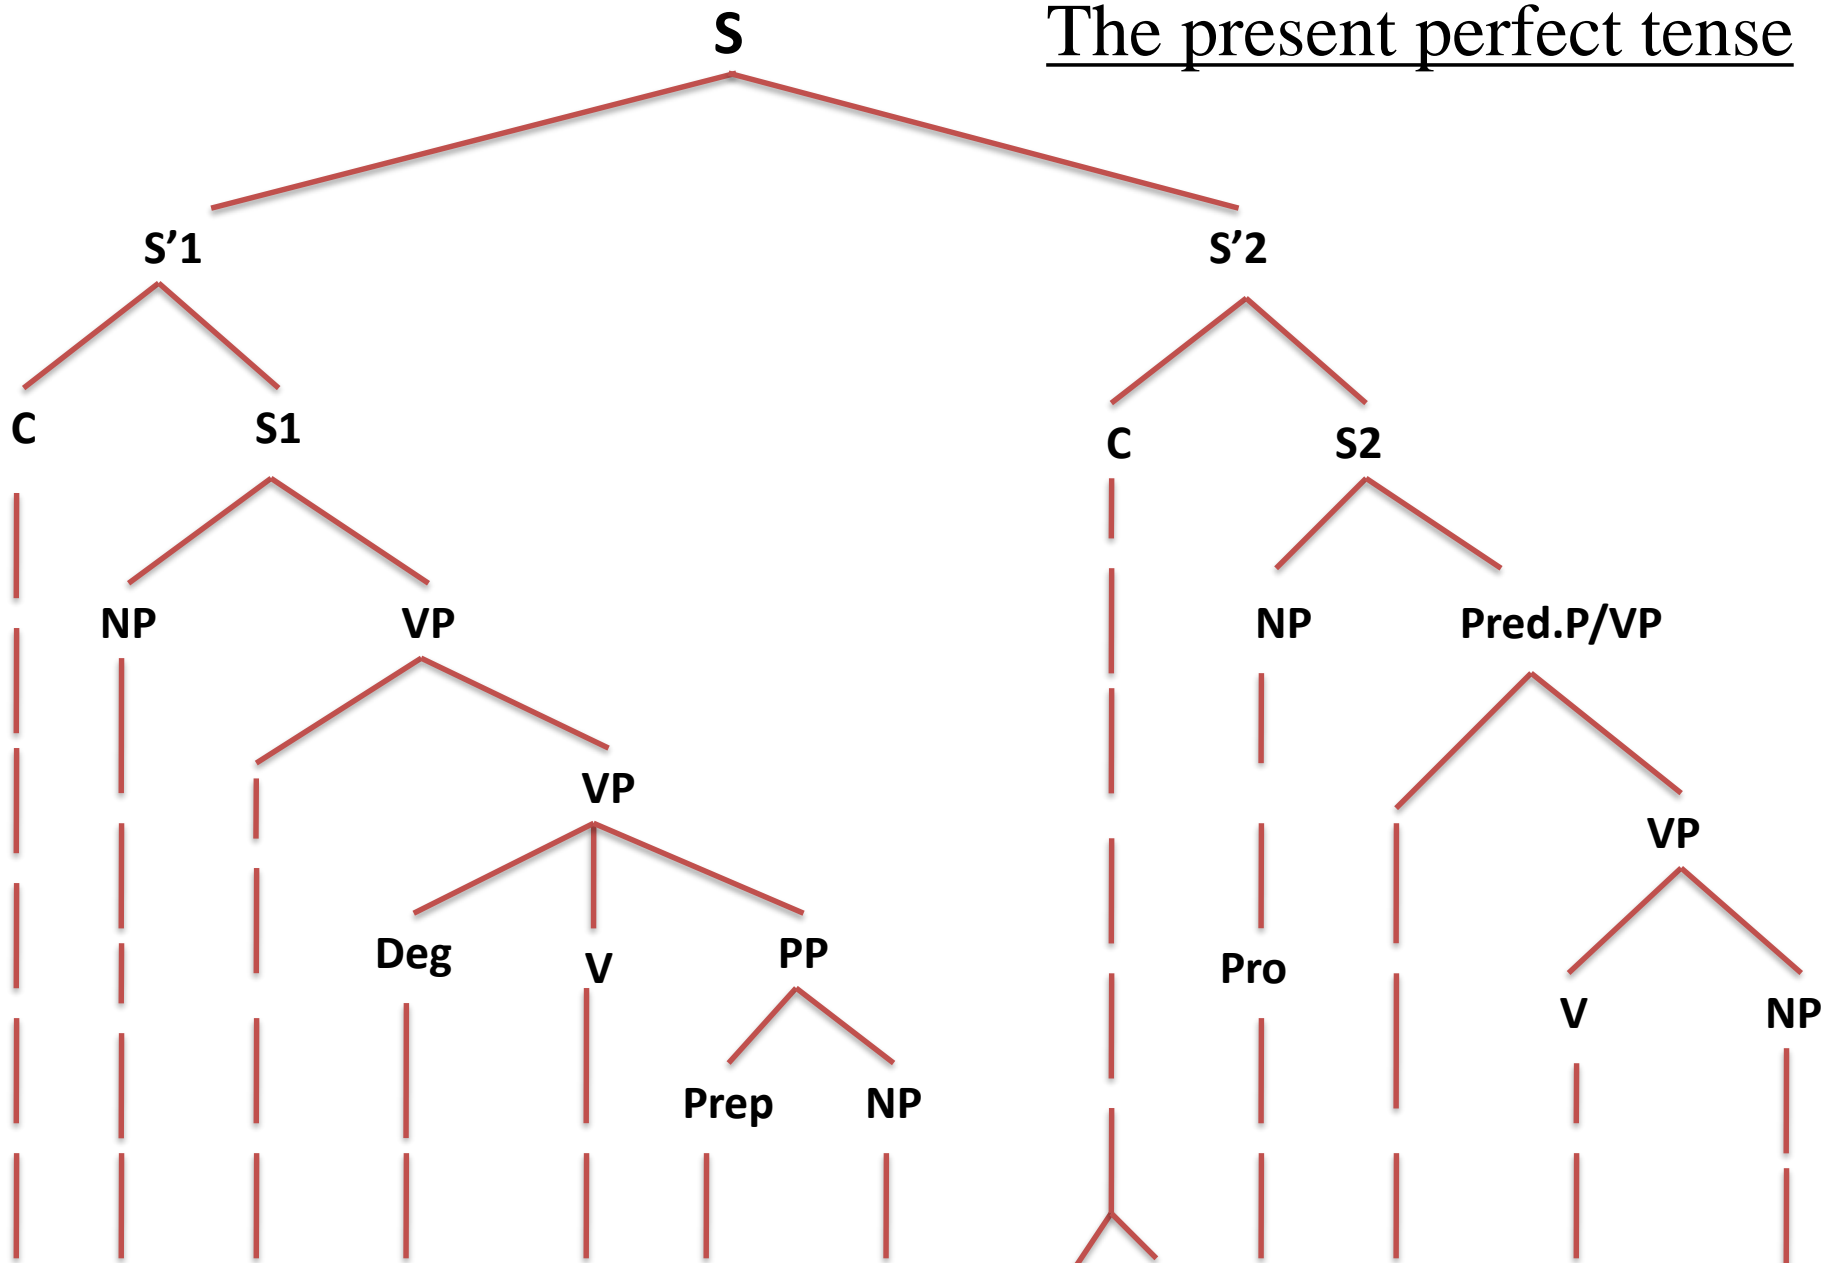 S The present perfect tense
S’1 S’2
C S1 C S2
NP VP NP Pred.P/VP
VP VP
Deg V PP Pro V NP
Prep NP